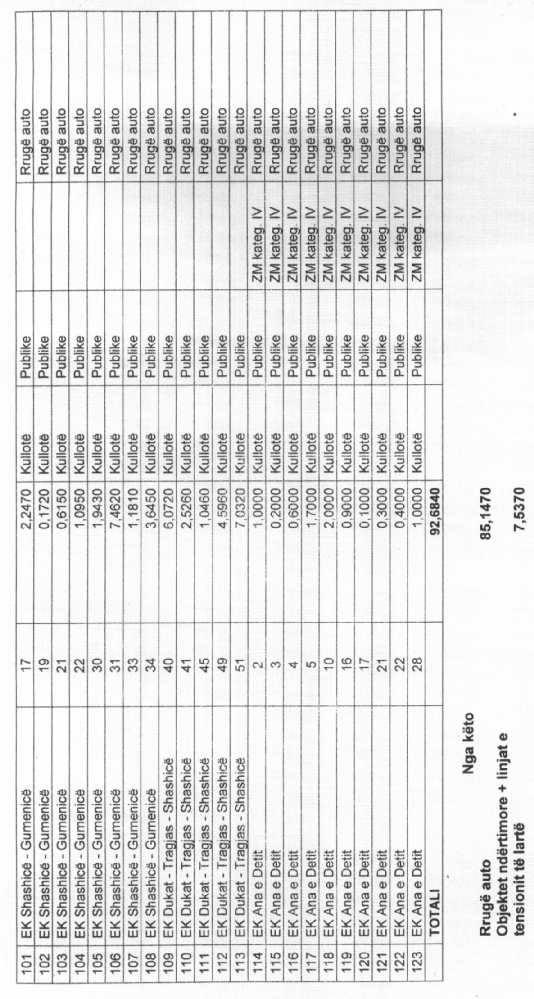 101 EK Shashicë - Gumenicë 17 2,2470 Kullotë Publike Rrugë auto
102 EK Shashicë - Gumenicë 19 0,1720 Kullotë Publike Rrugë auto
103 EK Shashicë - Gumenicë 21 0,6150 Kullotë Publike Rrugë auto
104 EK Shashicë - Gumenicë 22 1,0950 Kullotë Publike Rrugë auto
105 EK Shashicë - Gumenicë 30 1,9430 Kullotë Publike Rrugë auto
106 EK Shashicë - Gumenicë 31 7,4620 Kullotë Publike Rrugë auto
107 EK Shashicë - Gumenicë 33 1,1810 Kullotë Publike Rrugë auto
108 EK Shashicë - Gumenicë 34 3,6450 Kullotë Publike Rrugë auto
109 EK Dukat - Tragjas - Shashicë 40 6,0720 Kullotë Publike Rrugë auto
110 EK Dukat - Tragjas - Shashicë 41 2,5260 Kullotë Publike Rrugë auto
111 EK Dukat - Tragjas - Shashicë 45 1,0460 Kullotë Publike Rrugë auto
112 EK Dukat - Tragjas - Shashicë 49 4,5960 Kullotë Publike Rrugë auto
113 EK Dukat - Tragjas - Shashicë 51 7,0320 Kullotë Publike Rrugë auto
114 EK Ana e Detit 2 1,0000 Kullotë Publike ZM kateg. IV Rrugë auto
115 EK Ana e Detit 3 0,2000 Kullotë Publike ZM kateg. IV Rrugë auto
116 EK Ana e Detit 4 0,6000 Kullotë Publike ZM kateg. IV Rrugë auto
117 EK Ana e Detit 5 1,7000 Kullotë Publike ZM kateg. IV Rrugë auto
118 EK Ana e Detit 10 2,0000 Kullotë Publike ZM kateg. IV Rrugë auto
119 EK Ana e Detit 16 0,9000 Kullotë Publike ZM kateg. IV Rrugë auto
120 EK Ana e Detit 17 0,1000 Kullotë Publike ZM kateg. IV Rrugë auto
121 EK Ana e Detit 21 0,3000 Kullotë Publike ZM kateg. IV Rrugë auto
122 EK Ana e Detit 22 0,4000 Kullotë Publike ZM kateg. IV Rrugë auto
123 EK Ana e Detit 28 1,0000 Kullotë Publike ZM kateg. IV Rrugë auto
TOTALI 92,6840
Nga këto
Rrugë auto 85,1470
Objektet ndërtimore + linjat e
tensionit të lartë 7,5370